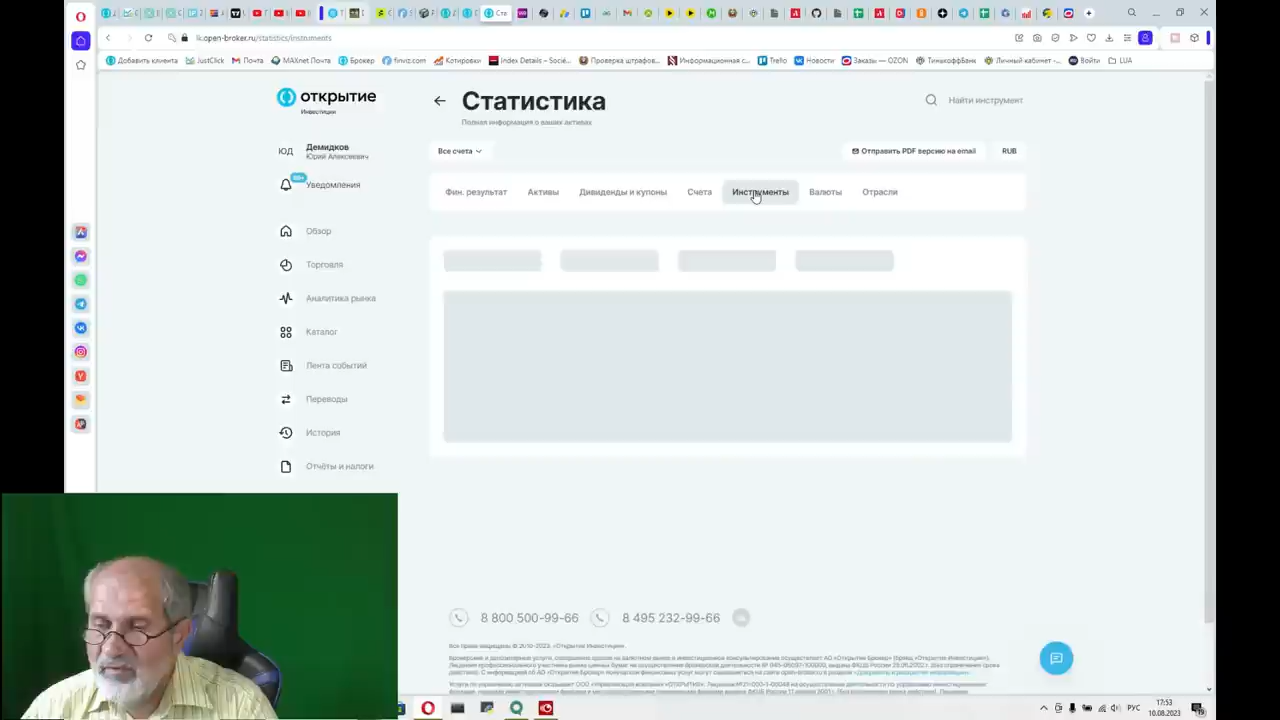 lk.open-broker.ru/statistics/instruments
Добавить клиента
JustClick
Почта
MAXnet Почта
Брокер
finviz.com
Котировки
Index Details – Socié...
Проверка штрафов...
Информационная с...
Trello
Новости
Заказы — OZON
ТинькоффБанк
Личный кабинет -...
Войти
LUA
открытие
Инвестиции
Статистика
Полная информация о ваших активах
Найти инструмент
ЮД
Демидков
Юрий Алексеевич
Все счета
Отправить PDF версию на email
RUB
99+
Уведомления
Фин. результат
Активы
Дивиденды и купоны
Счета
Инструменты
Валюты
Отрасли
Обзор
Торговля
Аналитика рынка
Каталог
Лента событий
Переводы
История
Отчёты и налоги
8 800 500-99-66
8 495 232-99-66
РУС
17:53
10.08.2023